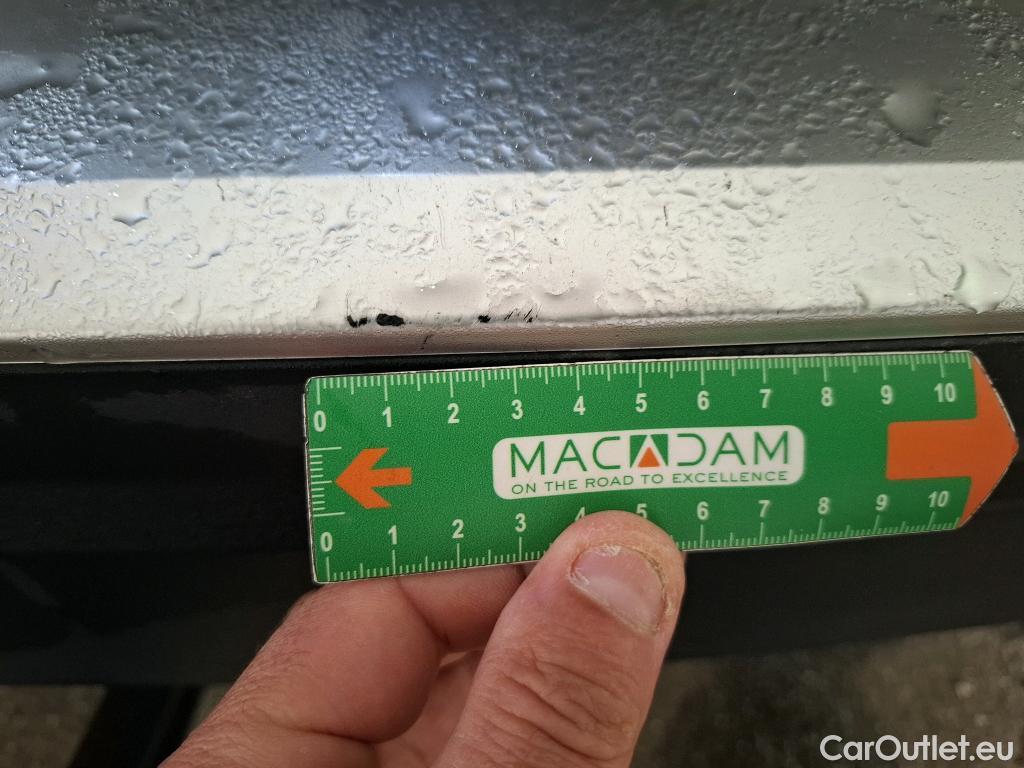 0 1 2 3 4 5 6 7 8 9 10
MACADAM
ON THE ROAD TO EXCELLENCE
0 1 2 3 4 5 6 7 8 9 10
CarOutlet.eu